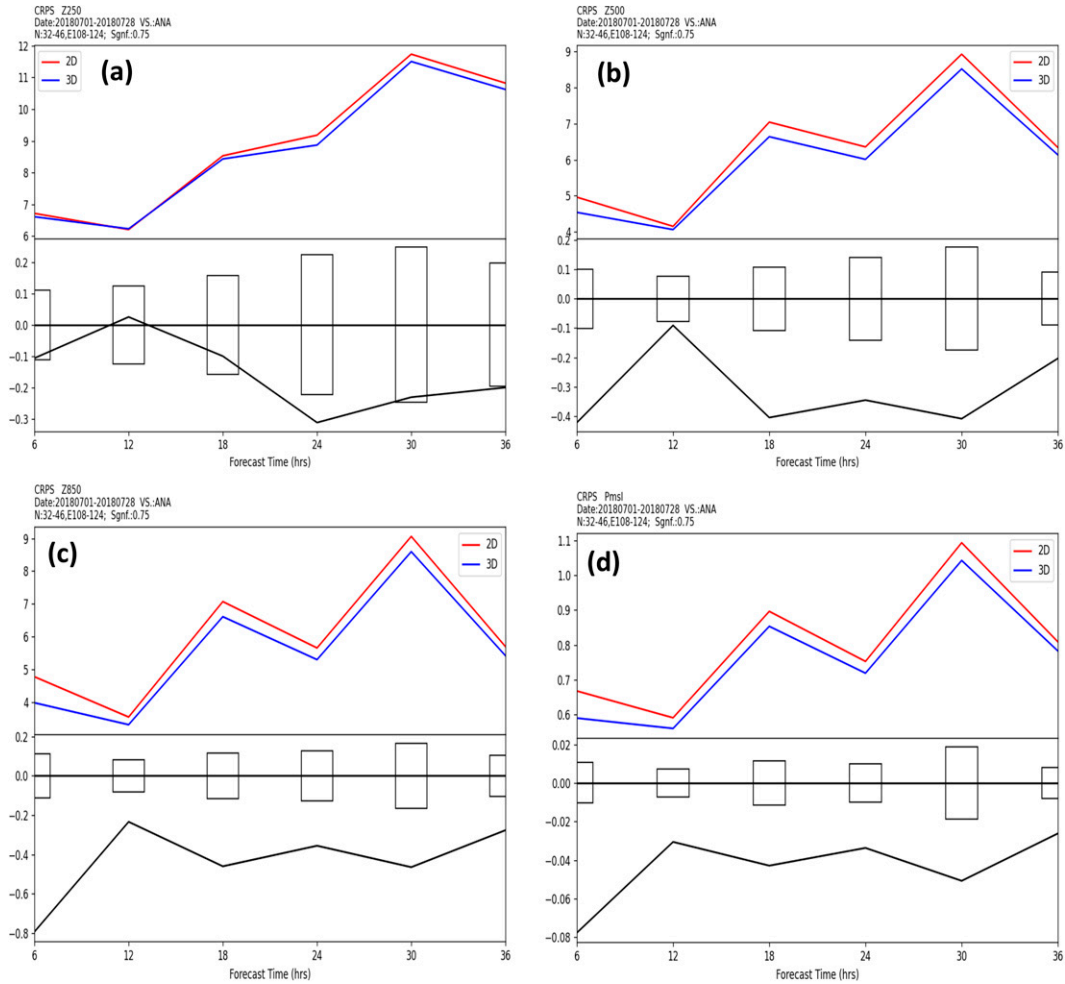 CRPS Z250
Date:20180701-20180728 VS.:ANA
N:32-46,E108-124; Sgnf.:0.75
(a)
2D
3D
12
11
10
9
8
7
6
0.2
0.1
0.0
−0.1
−0.2
−0.3
6 12 18 24 30 36
Forecast Time (hrs)
CRPS Z500
Date:20180701-20180728 VS.:ANA
N:32-46,E108-124; Sgnf.:0.75
(b)
2D
3D
9
8
7
6
5
4
0.2
0.1
0.0
−0.1
−0.2
−0.3
−0.4
6 12 18 24 30 36
Forecast Time (hrs)
CRPS Z850
Date:20180701-20180728 VS.:ANA
N:32-46,E108-124; Sgnf.:0.75
(c)
2D
3D
9
8
7
6
5
4
0.2
0.0
−0.2
−0.4
−0.6
−0.8
6 12 18 24 30 36
Forecast Time (hrs)
CRPS Pmsl
Date:20180701-20180728 VS.:ANA
N:32-46,E108-124; Sgnf.:0.75
(d)
2D
3D
1.1
1.0
0.9
0.8
0.7
0.6
0.02
0.00
−0.02
−0.04
−0.06
−0.08
6 12 18 24 30 36
Forecast Time (hrs)